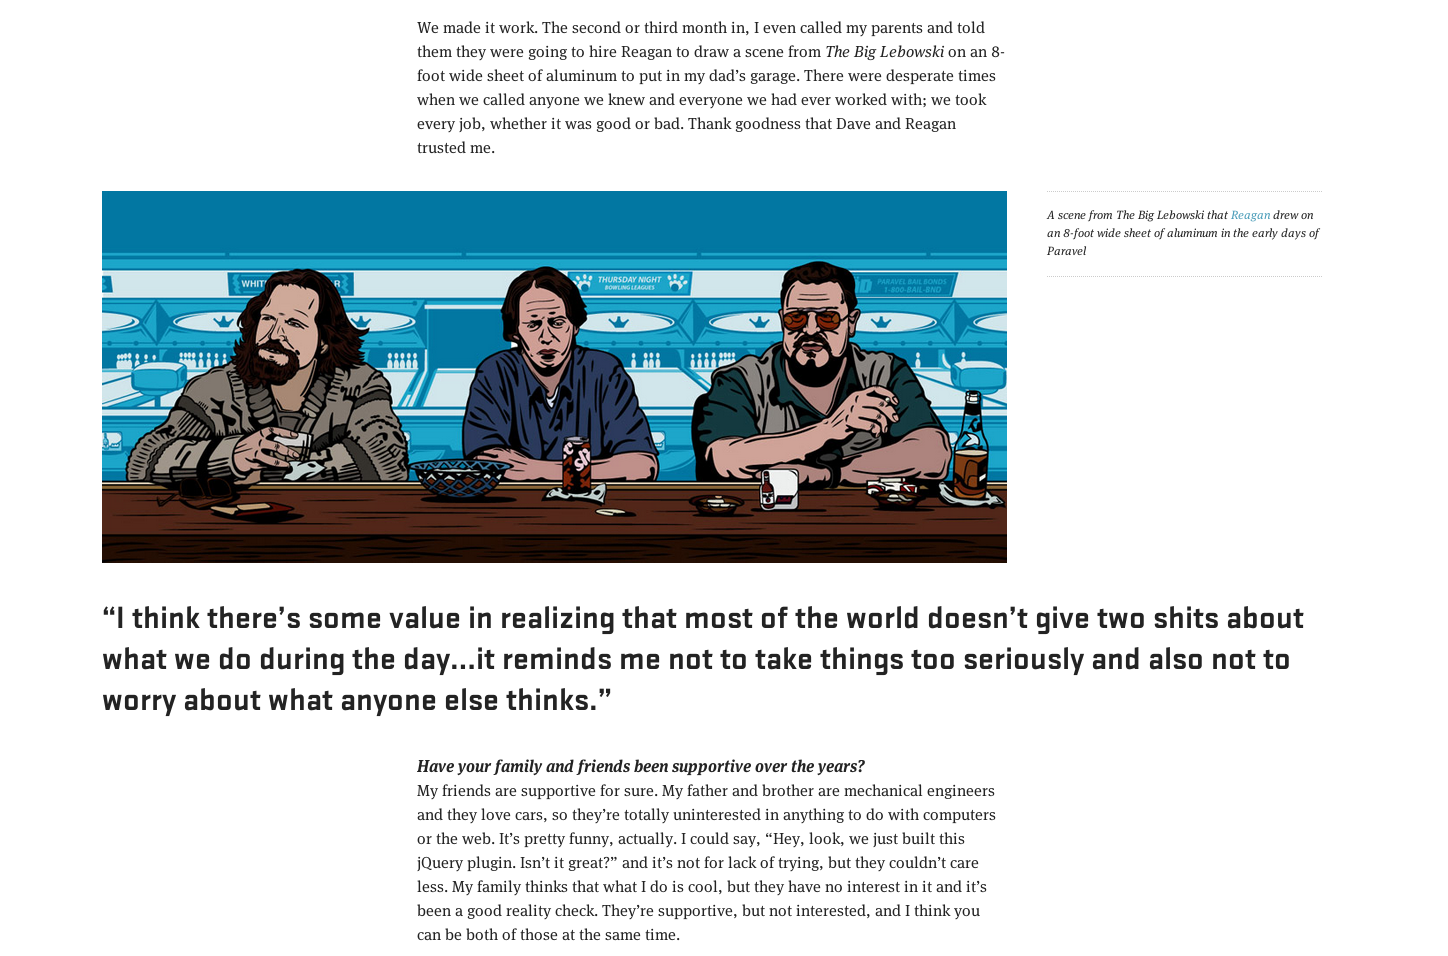 We made it work. The second or third month in, I even called my parents and told
them they were going to hire Reagan to draw a scene from The Big Lebowski on an 8-
foot wide sheet of aluminum to put in my dad’s garage. There were desperate times
when we called anyone we knew and everyone we had ever worked with; we took
every job, whether it was good or bad. Thank goodness that Dave and Reagan
trusted me.
THURSDAY NIGHT
BOWLING LEAGUES
PARAVEL BAIL BONDS
1-800-BAIL-BND
A scene from The Big Lebowski that Reagan drew on
an 8-foot wide sheet of aluminum in the early days of
Paravel
“I think there’s some value in realizing that most of the world doesn’t give two shits about
what we do during the day…it reminds me not to take things too seriously and also not to
worry about what anyone else thinks.”
Have your family and friends been supportive over the years?
My friends are supportive for sure. My father and brother are mechanical engineers
and they love cars, so they’re totally uninterested in anything to do with computers
or the web. It’s pretty funny, actually. I could say, “Hey, look, we just built this
jQuery plugin. Isn’t it great?” and it’s not for lack of trying, but they couldn’t care
less. My family thinks that what I do is cool, but they have no interest in it and it’s
been a good reality check. They’re supportive, but not interested, and I think you
can be both of those at the same time.